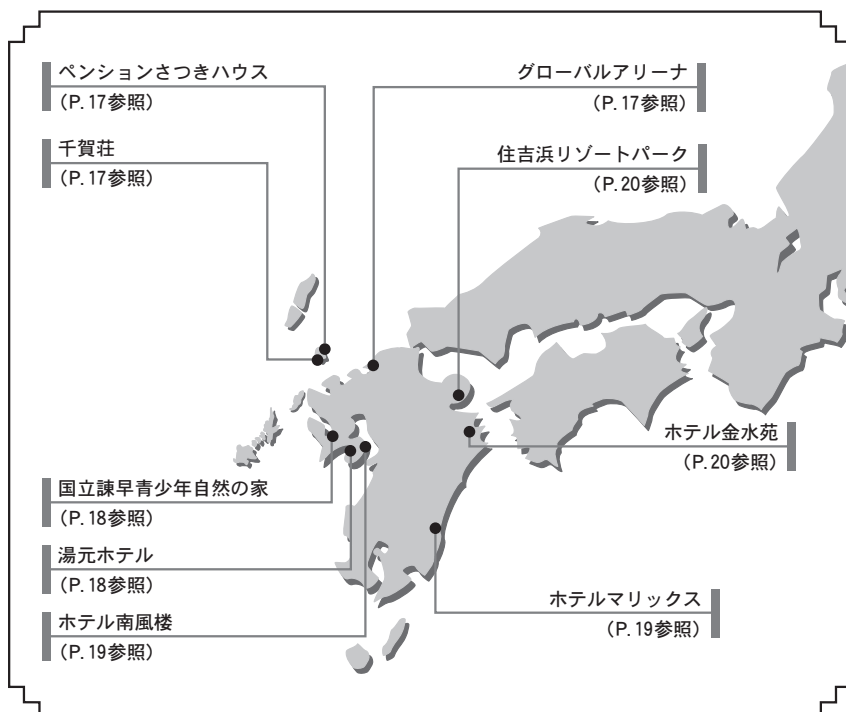 ペンションさつきハウス
(P.17参照)
千賀荘
(P.17参照)
グローバルアリーナ
(P.17参照)
住吉浜リゾートパーク
(P.20参照)
ホテル金水苑
(P.20参照)
国立諫早青少年自然の家
(P.18参照)
湯元ホテル
(P.18参照)
ホテル南風楼
(P.19参照)
ホテルマリックス
(P.19参照)